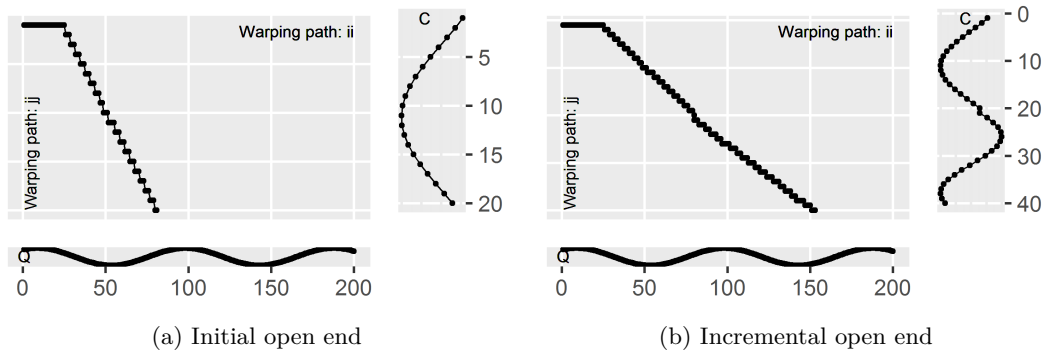 Warping path: ii
Warping path: jj
C
5
10
15
20
Q
0 50 100 150 200
(a) Initial open end
Warping path: ii
Warping path: jj
C
0
10
20
30
40
Q
0 50 100 150 200
(b) Incremental open end